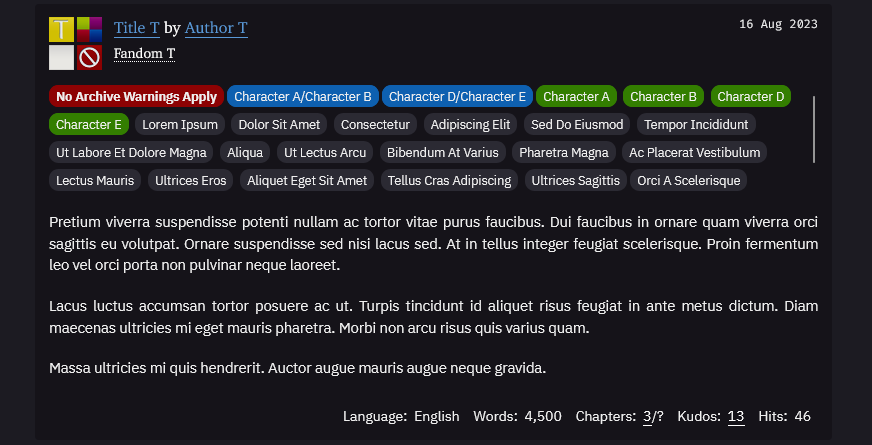 T
Title T by Author T
16 Aug 2023
Fandom T
No Archive Warnings Apply Character A/Character B Character D/Character E Character A Character B Character D
Character E Lorem Ipsum Dolor Sit Amet Consectetur Adipiscing Elit Sed Do Eiusmod Tempor Incididunt
Ut Labore Et Dolore Magna Aliqua Ut Lectus Arcu Bibendum At Varius Pharetra Magna Ac Placerat Vestibulum
Lectus Mauris Ultrices Eros Aliquet Eget Sit Amet Tellus Cras Adipiscing Ultrices Sagittis Orci A Scelerisque
Pretium viverra suspendisse potenti nullam ac tortor vitae purus faucibus. Dui faucibus in ornare quam viverra orci
sagittis eu volutpat. Ornare suspendisse sed nisi lacus sed. At in tellus integer feugiat scelerisque. Proin fermentum
leo vel orci porta non pulvinar neque laoreet.
Lacus luctus accumsan tortor posuere ac ut. Turpis tincidunt id aliquet risus feugiat in ante metus dictum. Diam
maecenas ultricies mi eget mauris pharetra. Morbi non arcu risus quis varius quam.
Massa ultricies mi quis hendrerit. Auctor augue mauris augue neque gravida.
Language: English Words: 4,500 Chapters: 3/? Kudos: 13 Hits: 46